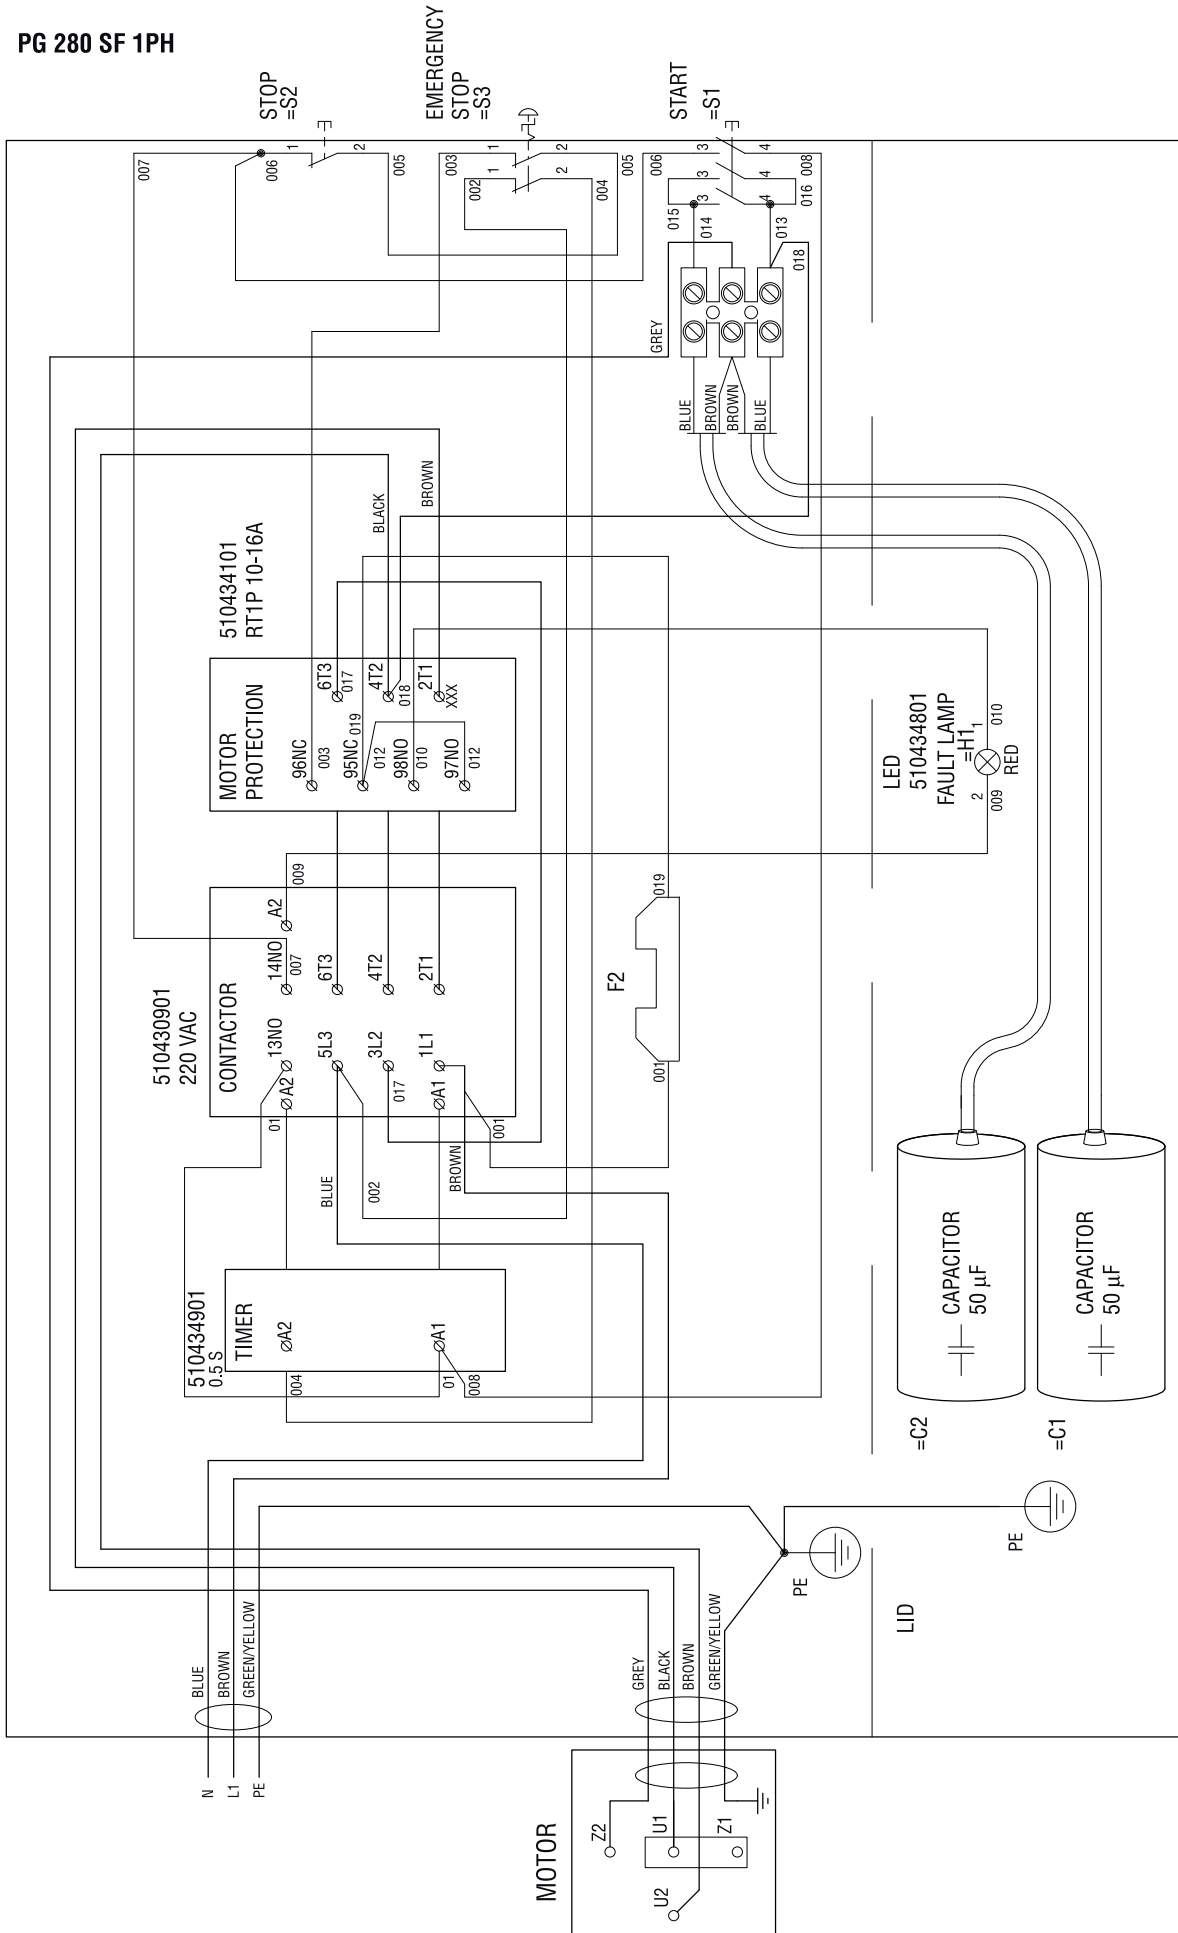 PG 280 SF 1PH
STOP
=S2
EMERGENCY
STOP
=S3
START
=S1
007
006
1
2
005
003
002
1
1
2
2
005
004
006
3
3
3
4
4
4
008
016
015
014
013
018
GREY
BLUE
BROWN
BROWN
BLUE
BLACK
BROWN
510434101
RT1P 10-16A
MOTOR
PROTECTION
96NC
003
95NC
019
012
98NO
010
97NO
012
6T3
017
4T2
018
2T1
XXX
510430901
220 VAC
CONTACTOR
A2
009
14NO
007
6T3
4T2
2T1
13NO
5L3
3L2
1L1
A2
A1
01
017
001
BLUE
002
BROWN
F2
019
001
LED
510434801
FAULT LAMP
=H1
1
010
2
009
RED
510434901
0.5 S
TIMER
A2
A1
004
01
008
CAPACITOR
50 µF
=C2
CAPACITOR
50 µF
=C1
PE
PE
LID
BLUE
BROWN
GREEN/YELLOW
N
L1
PE
GREY
BLACK
BROWN
GREEN/YELLOW
MOTOR
Z2
U1
Z1
U2